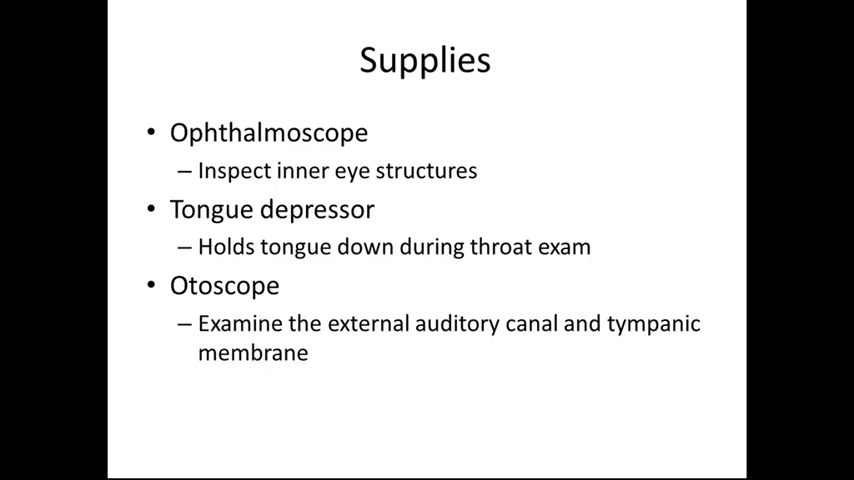 Supplies
• Ophthalmoscope
– Inspect inner eye structures
• Tongue depressor
– Holds tongue down during throat exam
• Otoscope
– Examine the external auditory canal and tympanic
membrane